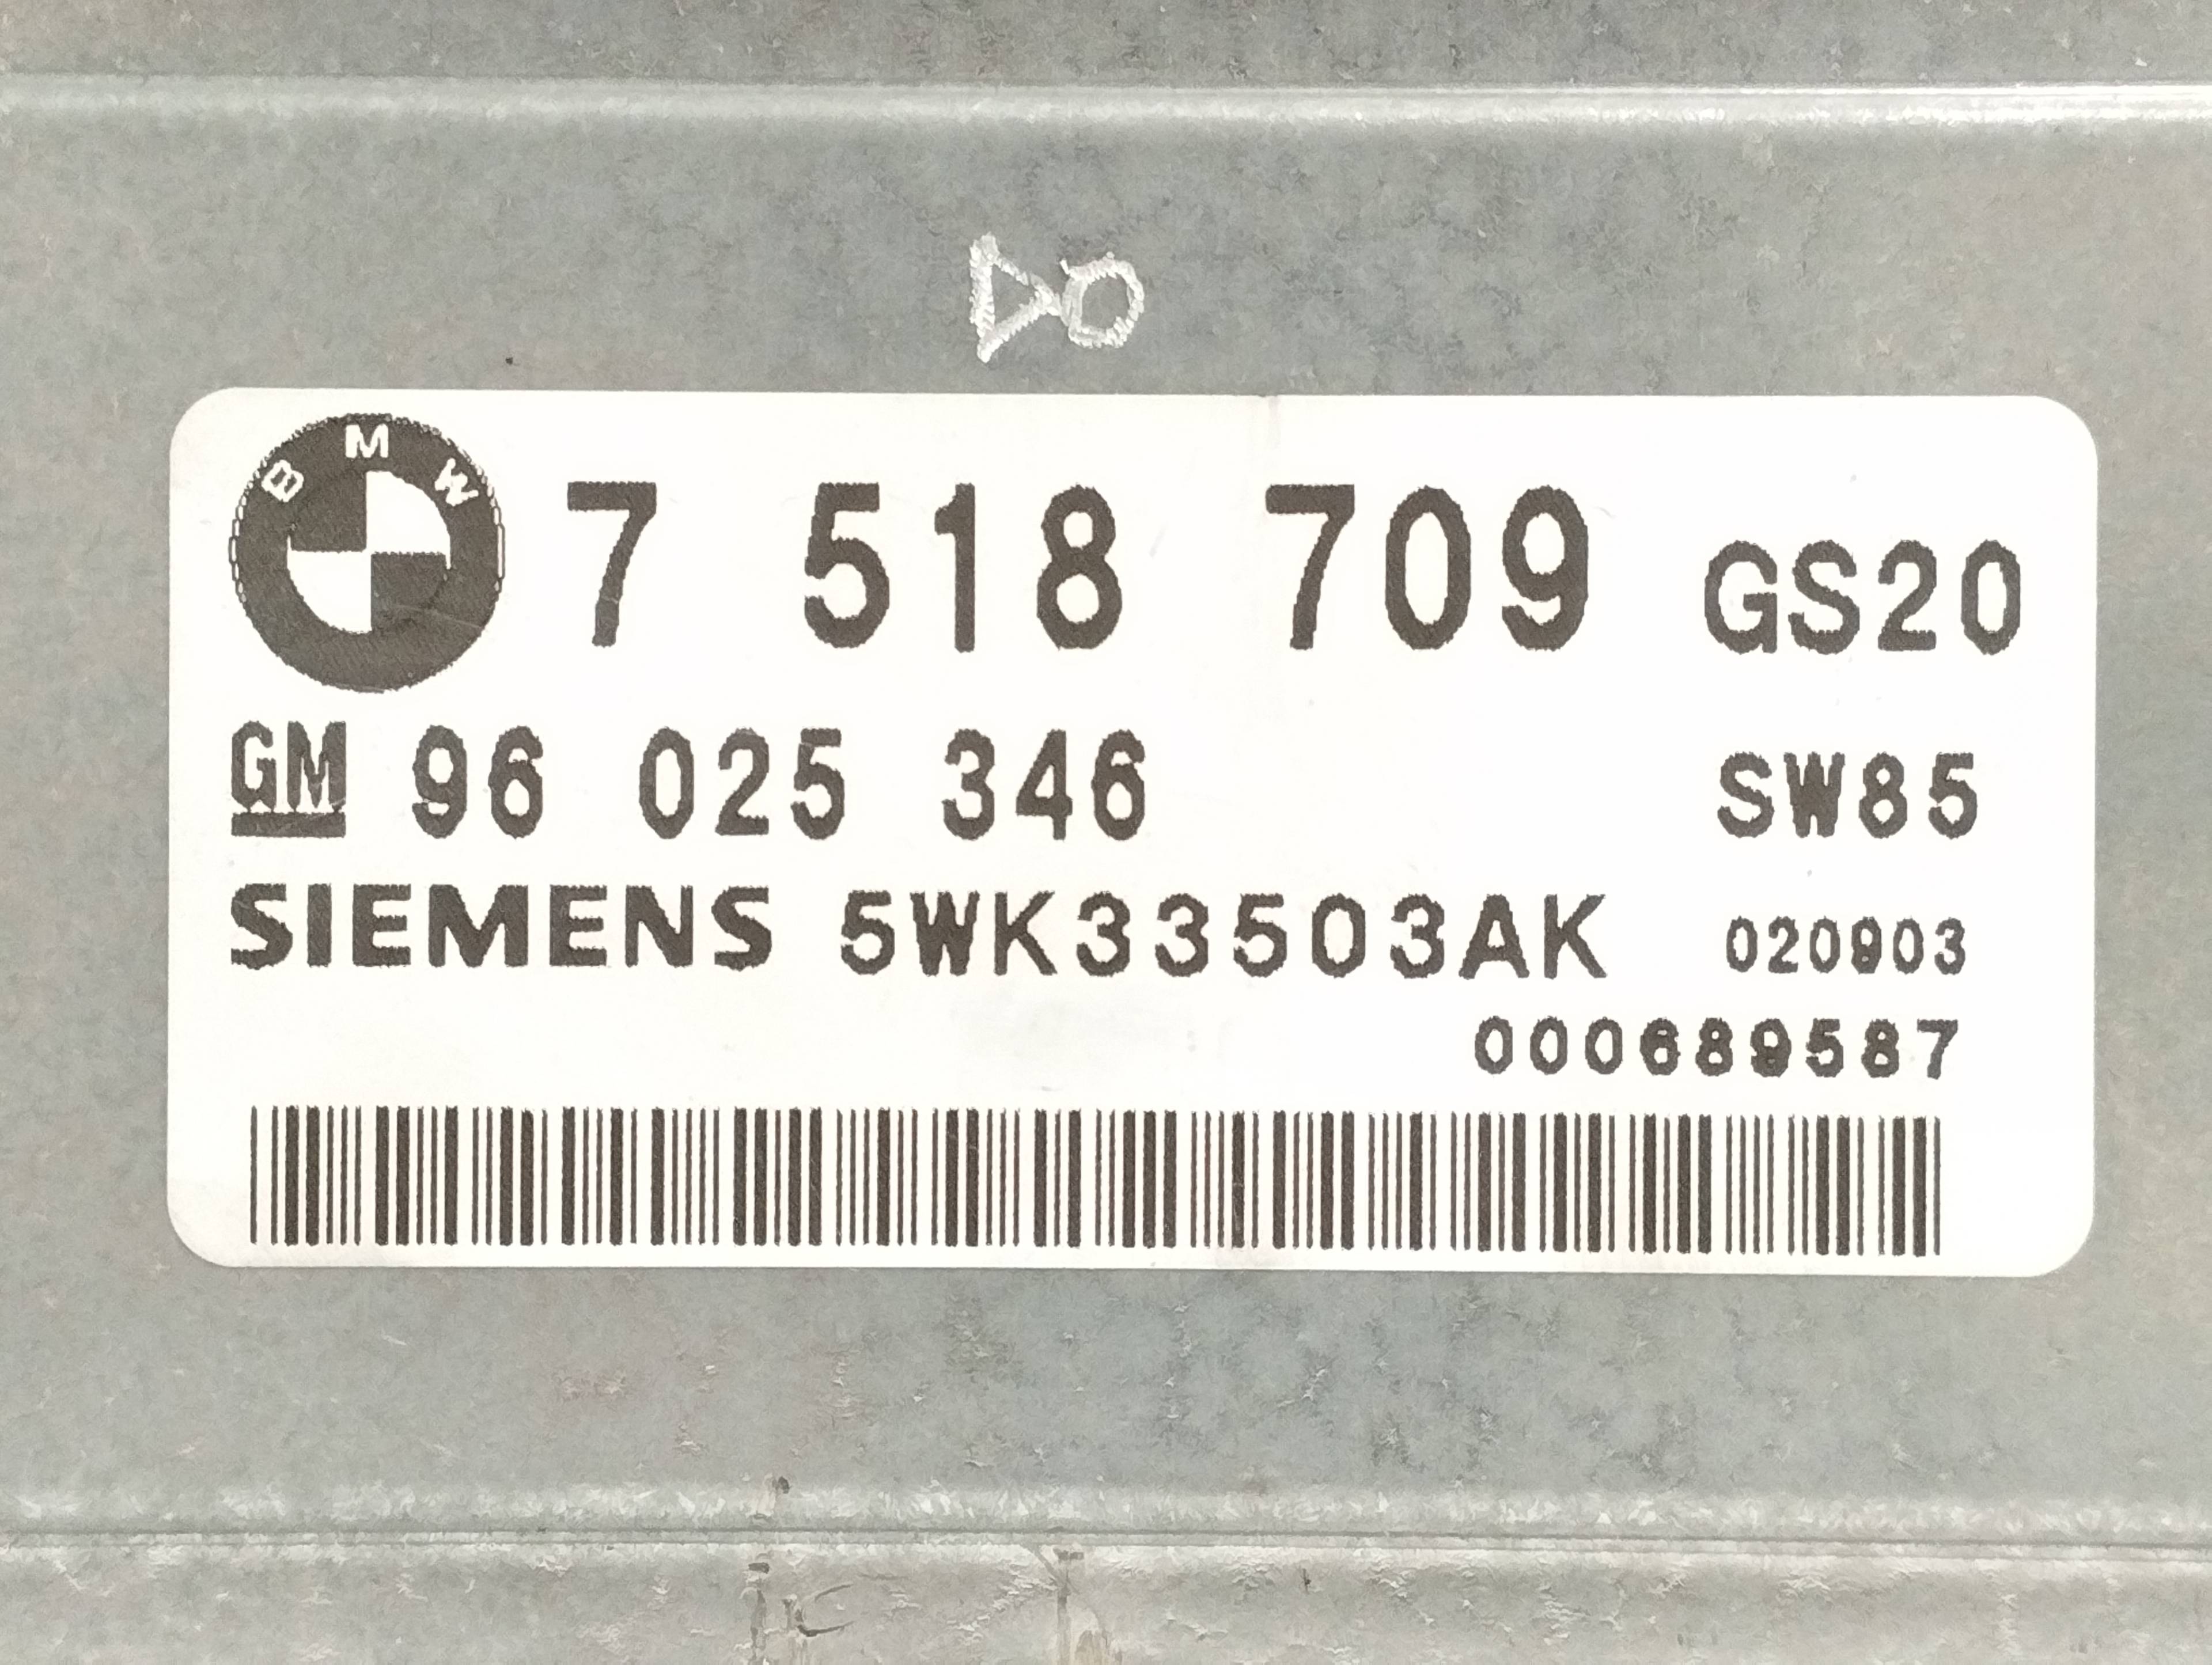 DO
BMW 7 518 709 GS20
GM 96 025 346 SW85
SIEMENS 5WK33503AK 020903
000689587